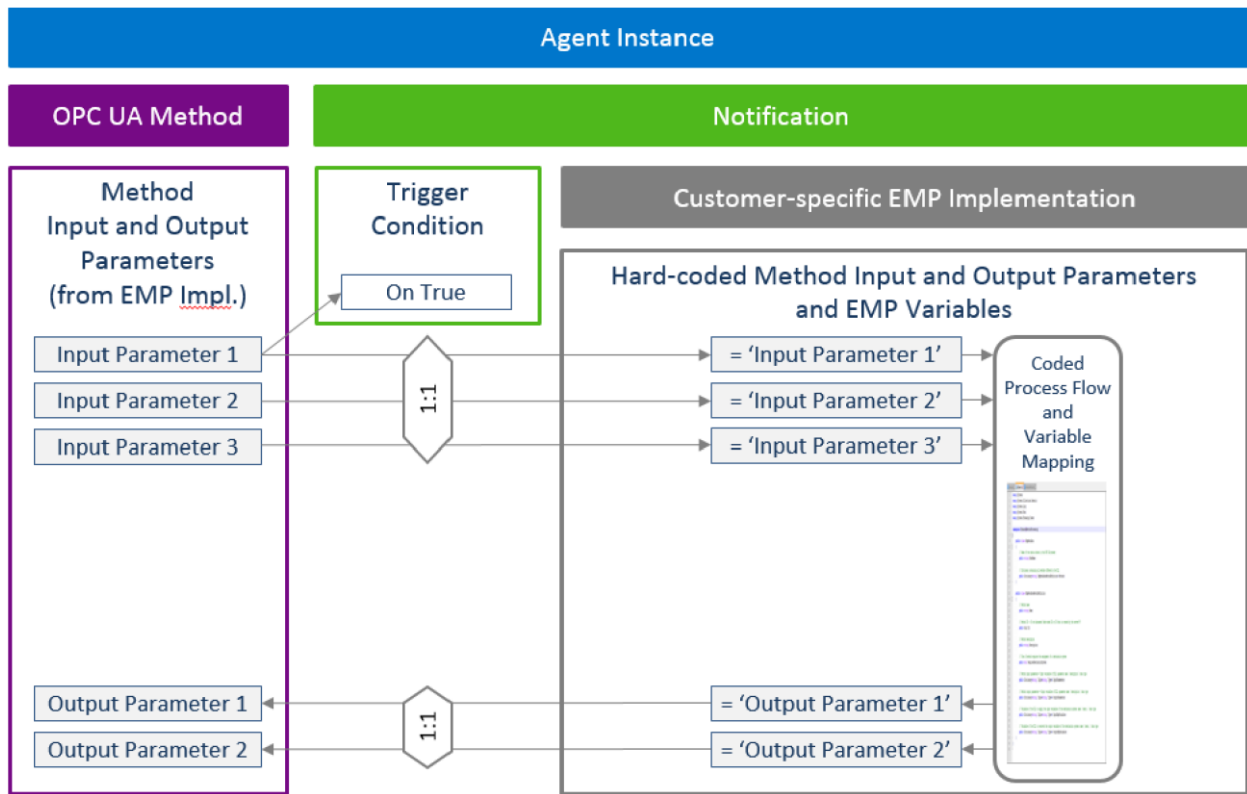 Agent Instance
OPC UA Method
Notification
Method
Input and Output
Parameters
(from EMP Impl.)
Trigger
Condition
On True
Customer-specific EMP Implementation
Hard-coded Method Input and Output Parameters
and EMP Variables
Input Parameter 1
Input Parameter 2
Input Parameter 3
1:1
= ‘Input Parameter 1’
= ‘Input Parameter 2’
= ‘Input Parameter 3’
Coded
Process Flow
and
Variable
Mapping
Output Parameter 1
Output Parameter 2
1:1
= ‘Output Parameter 1’
= ‘Output Parameter 2’